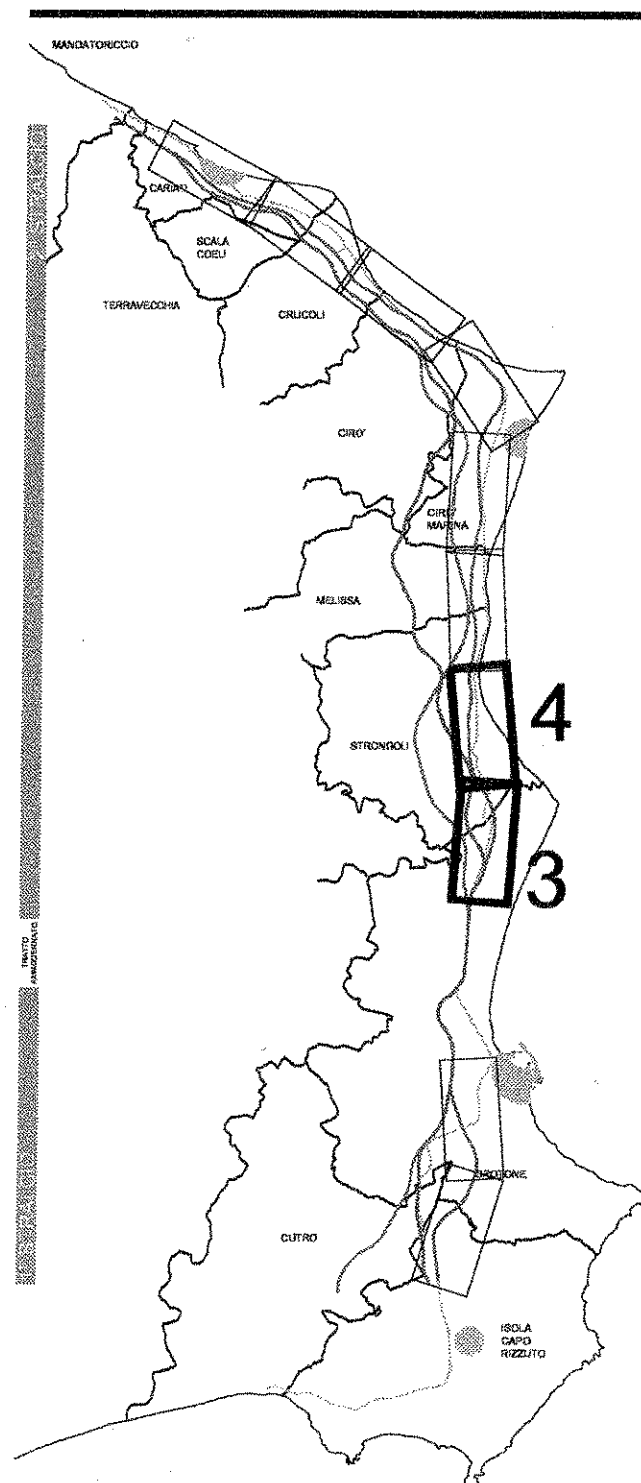 MANDATORICCIO
CARIATI
SCALA
COELI
TERRAVECCHIA
CRUCOLI
CIRO'
CIRO'
MARINA
MELISSA
STRONGOLI
4
3
TRATTO
CROTONE
CUTRO
ISOLA
CAPO
RIZZUTO